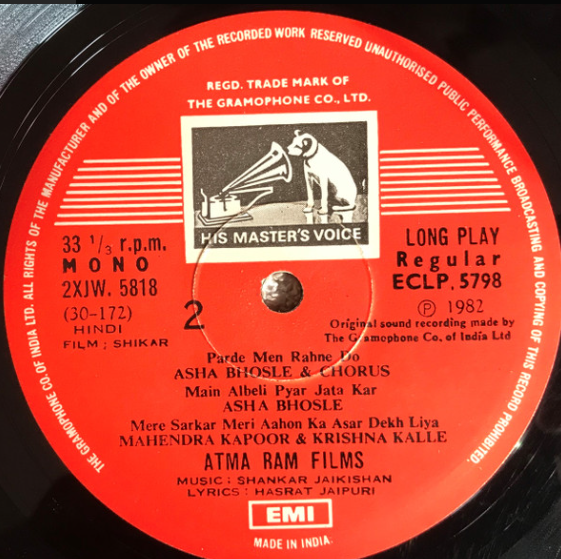 THE GRAMOPHONE CO. OF INDIA LTD. ALL RIGHTS OF THE MANUFACTURER AND OF THE OWNER OF THE RECORDED WORK RESERVED UNAUTHORISED PUBLIC PERFORMANCE BROADCASTING AND COPYING OF THIS RECORD PROHIBITED.
REGD. TRADE MARK OF
THE GRAMOPHONE CO., LTD.
HIS MASTER'S VOICE
33 1/3 r.p.m.
MONO
2XJW. 5818
(30-172)
HINDI
FILM ; SHIKAR
2
LONG PLAY
Regular
ECLP. 5798
Ⓟ 1982
Original sound recording made by
The Gramophone Co. of India Ltd
Parde Men Rahne Do
ASHA BHOSLE & CHORUS
Main Albeli Pyar Jata Kar
ASHA BHOSLE
Mere Sarkar Meri Aahon Ka Asar Dekh Liya
MAHENDRA KAPOOR & KRISHNA KALLE
ATMA RAM FILMS
MUSIC : SHANKAR JAIKISHAN
LYRICS : HASRAT JAIPURI
EMI
MADE IN INDIA.